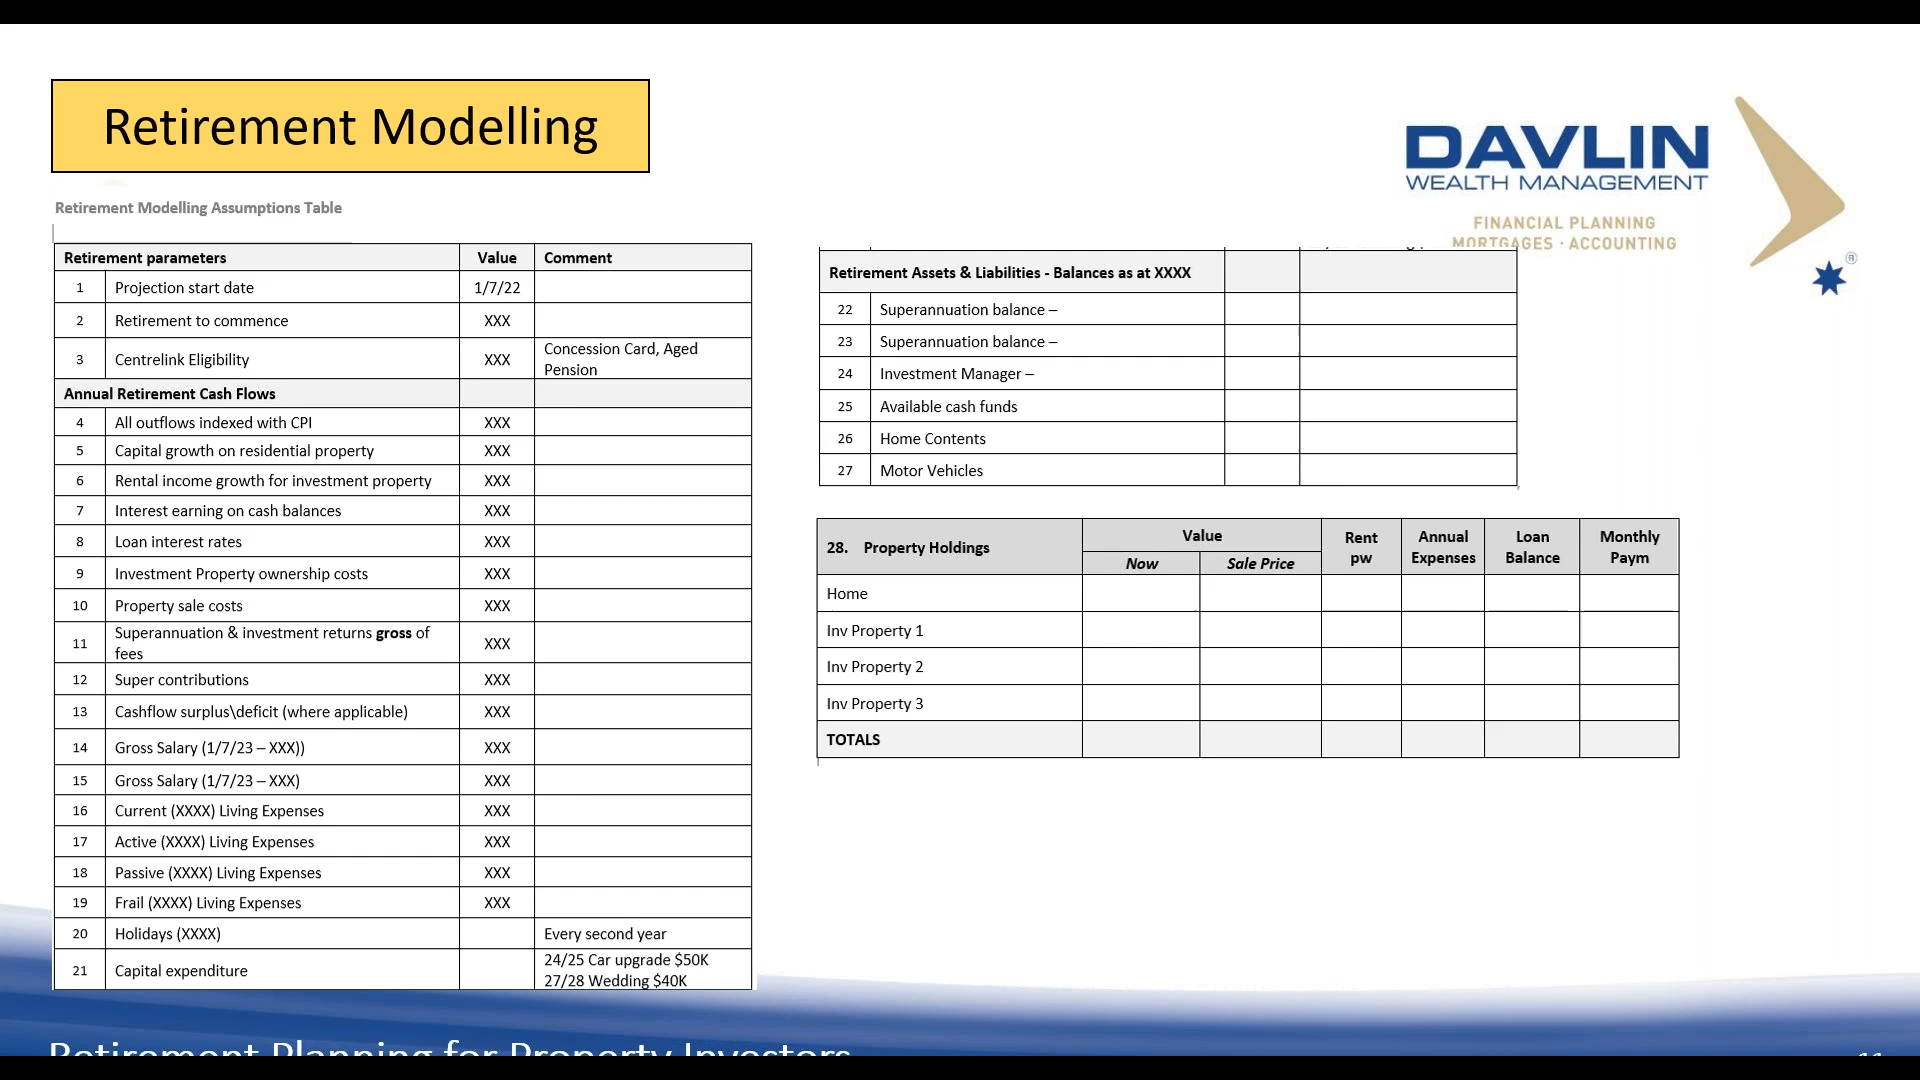 Retirement Modelling
DAVLIN
WEALTH MANAGEMENT
FINANCIAL PLANNING
MORTGAGES · ACCOUNTING
®
Retirement Modelling Assumptions Table
Retirement parameters Value Comment
1 Projection start date 1/7/22
2 Retirement to commence XXX
3 Centrelink Eligibility XXX Concession Card, Aged
Pension
Annual Retirement Cash Flows
4 All outflows indexed with CPI XXX
5 Capital growth on residential property XXX
6 Rental income growth for investment property XXX
7 Interest earning on cash balances XXX
8 Loan interest rates XXX
9 Investment Property ownership costs XXX
10 Property sale costs XXX
11 Superannuation & investment returns gross of
fees XXX
12 Super contributions XXX
13 Cashflow surplus\deficit (where applicable) XXX
14 Gross Salary (1/7/23 – XXX)) XXX
15 Gross Salary (1/7/23 – XXX) XXX
16 Current (XXXX) Living Expenses XXX
17 Active (XXXX) Living Expenses XXX
18 Passive (XXXX) Living Expenses XXX
19 Frail (XXXX) Living Expenses XXX
20 Holidays (XXXX) Every second year
21 Capital expenditure 24/25 Car upgrade $50K
27/28 Wedding $40K
Retirement Assets & Liabilities - Balances as at XXXX
22 Superannuation balance –
23 Superannuation balance –
24 Investment Manager –
25 Available cash funds
26 Home Contents
27 Motor Vehicles
28. Property Holdings Value Rent
pw Annual
Expenses Loan
Balance Monthly
Paym
Now Sale Price
Home
Inv Property 1
Inv Property 2
Inv Property 3
TOTALS
Retirement Planning for Property Investors